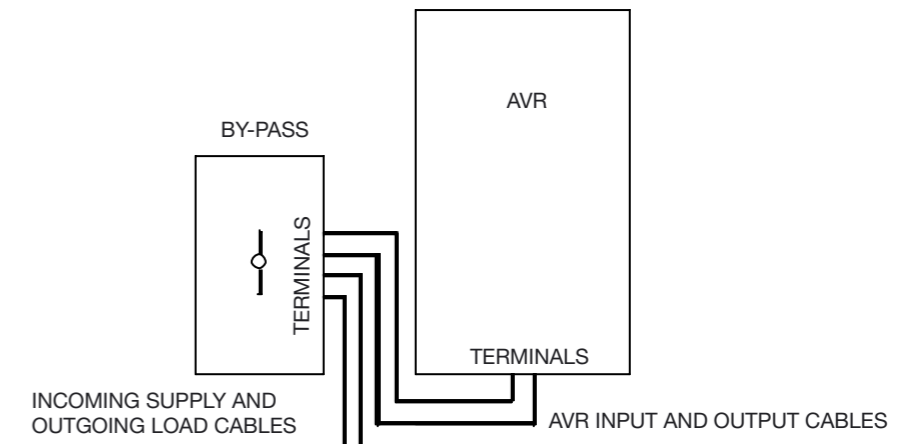 AVR
BY-PASS
TERMINALS
TERMINALS
INCOMING SUPPLY AND
OUTGOING LOAD CABLES
AVR INPUT AND OUTPUT CABLES